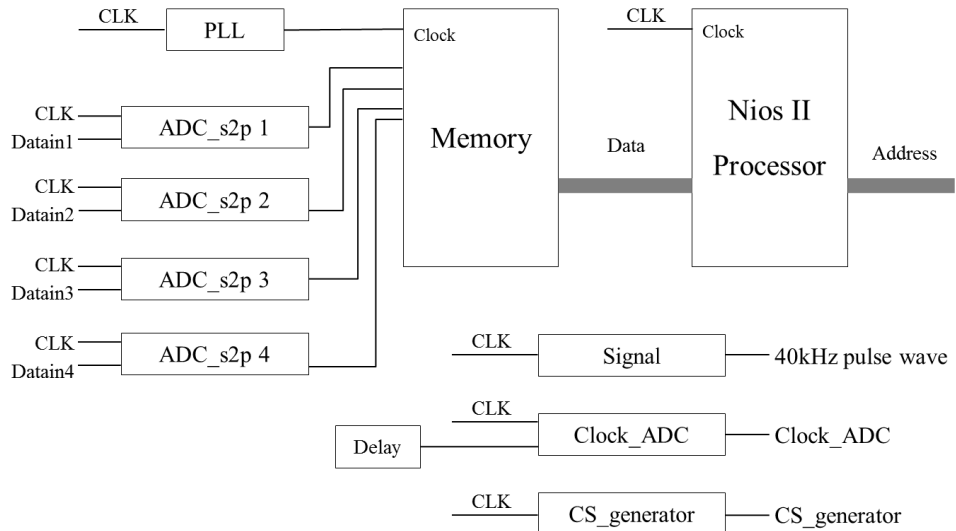 CLK
PLL
Clock
CLK
Clock
CLK
Datain1
ADC_s2p 1
Memory
Nios II
Processor
Data
Address
CLK
Datain2
ADC_s2p 2
CLK
Datain3
ADC_s2p 3
CLK
Datain4
ADC_s2p 4
CLK
Signal
40kHz pulse wave
CLK
Delay
Clock_ADC
Clock_ADC
CLK
CS_generator
CS_generator